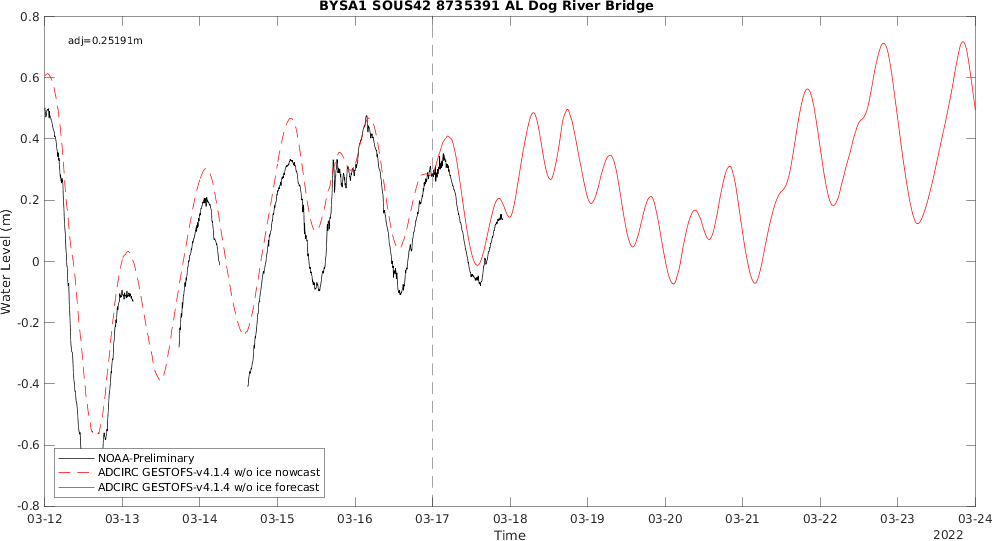 BYSA1 SOUS42 8735391 AL Dog River Bridge
adj=0.25191m
Water Level (m)
0.8
0.6
0.4
0.2
0
-0.2
-0.4
-0.6
-0.8
NOAA-Preliminary
ADCIRC GESTOFS-v4.1.4 w/o ice nowcast
ADCIRC GESTOFS-v4.1.4 w/o ice forecast
03-12 03-13 03-14 03-15 03-16 03-17 03-18 03-19 03-20 03-21 03-22 03-23 03-24
Time
2022